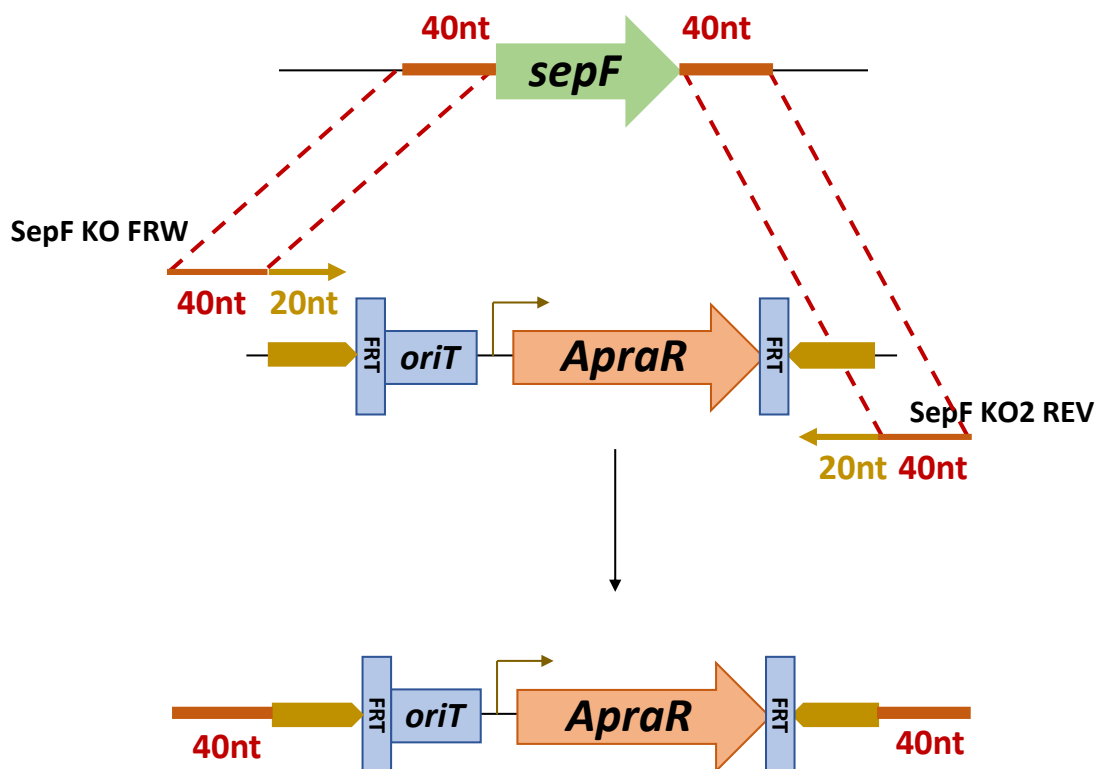 40nt
40nt
sepF
SepF KO FRW
40nt
20nt
FRT
oriT
ApraR
FRT
SepF KO2 REV
20nt
40nt
FRT
oriT
ApraR
FRT
40nt
40nt